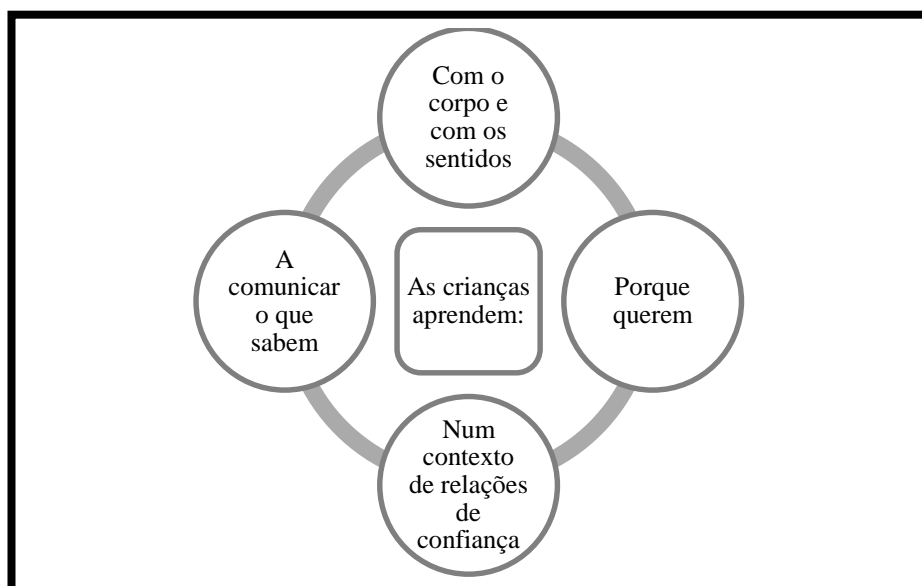 Com o
corpo e
com os
sentidos
A
comunicar
o que
sabem
As crianças
aprendem:
Porque
querem
Num
contexto
de relações
de
confiança